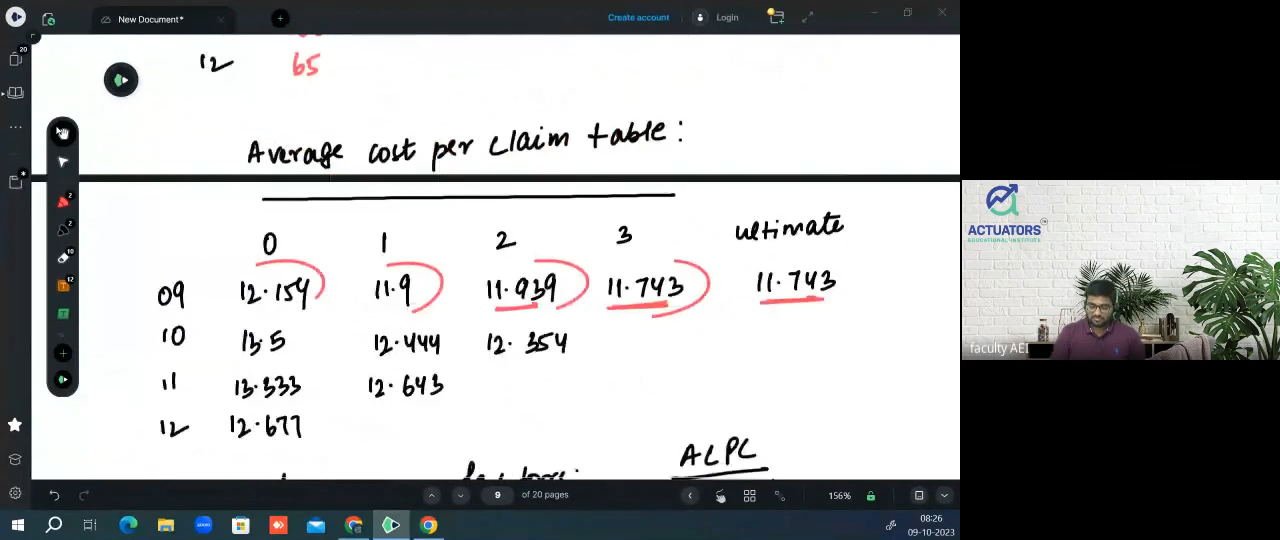 New Document*
Create account
Login
20
12 65
Average cost per claim table:
0 1 2 3 ultimate
09 12.154 11.9 11.939 11.743 11.743
10 13.5 12.444 12.354
11 13.333 12.643
12 12.677
ACPC
ACTUATORS
EDUCATIONAL INSTITUTE
faculty AEI
9 of 20 pages
156%
08:26
09-10-2023